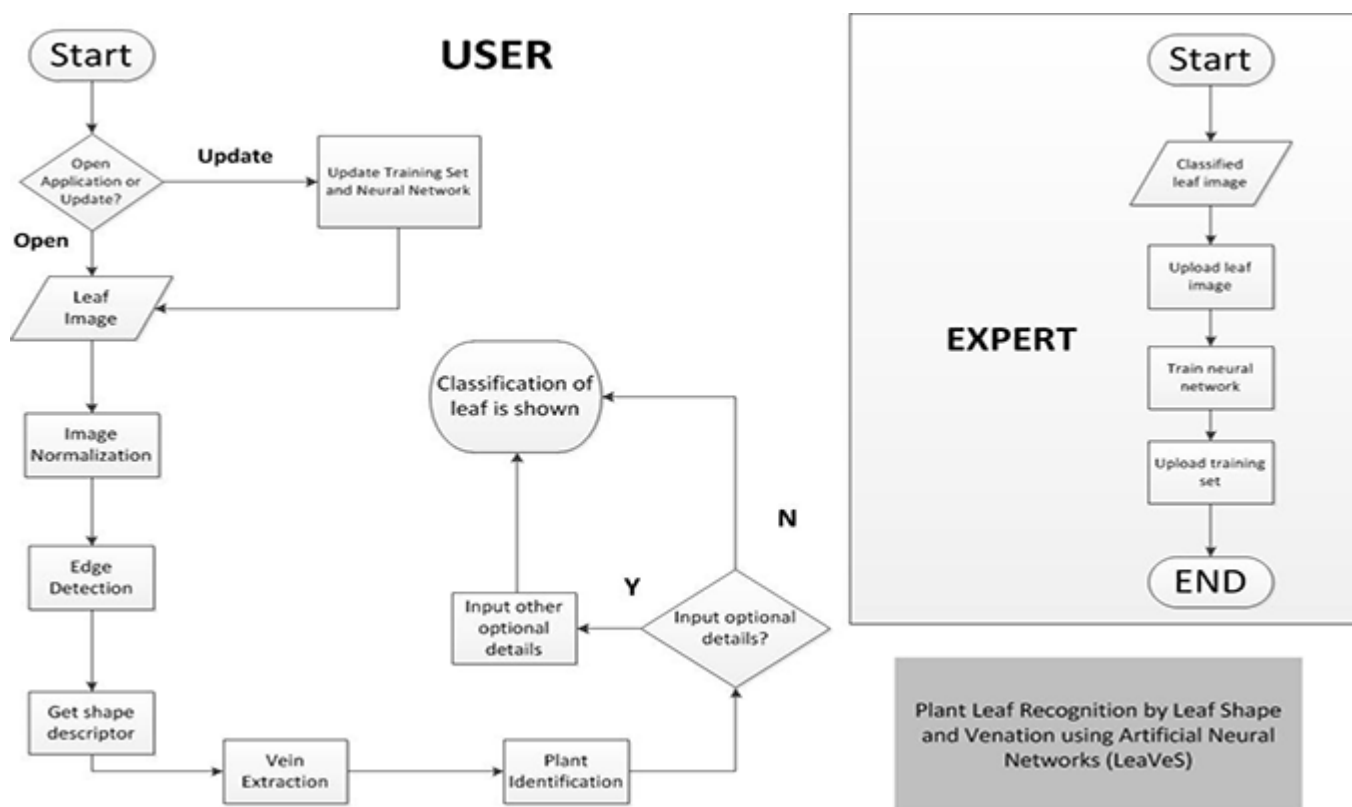 USER
Start
Open
Application or
Update?
Update
Update Training Set
and Neural Network
Open
Leaf
Image
Image
Normalization
Edge
Detection
Get shape
descriptor
Vein
Extraction
Plant
Identification
Input optional
details?
Y
N
Input other
optional
details
Classification of
leaf is shown
EXPERT
Start
Classified
leaf image
Upload leaf
image
Train neural
network
Upload training
set
END
Plant Leaf Recognition by Leaf Shape
and Venation using Artificial Neural
Networks (LeaVeS)